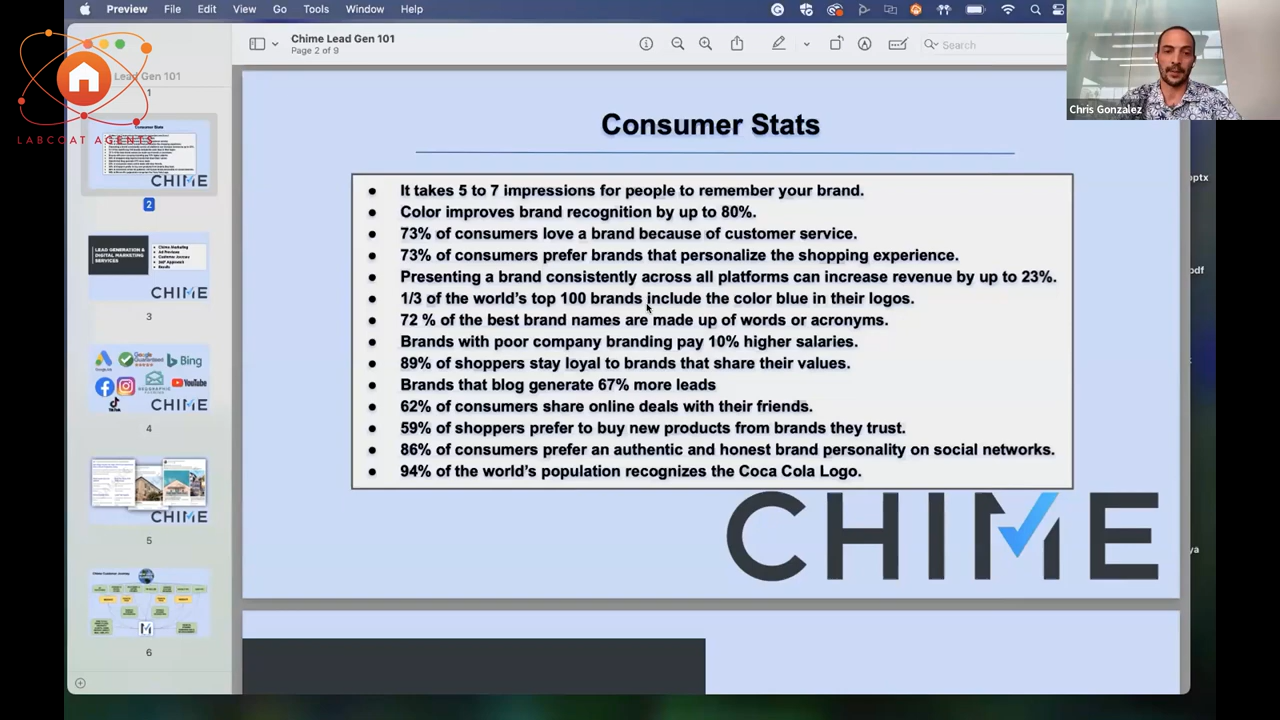 Preview File Edit View Go Tools Window Help
Chime Lead Gen 101
Page 2 of 9
Search
Lead Gen 101
LABCOAT AGENTS
Chris Gonzalez
1
Consumer Stats
CHIME
2
LEAD GENERATION &
DIGITAL MARKETING
SERVICES
CHIME
3
Google
Guaranteed
Bing
YouTube
TikTok
CHIME
4
CHIME
5
6
Consumer Stats
● It takes 5 to 7 impressions for people to remember your brand.
● Color improves brand recognition by up to 80%.
● 73% of consumers love a brand because of customer service.
● 73% of consumers prefer brands that personalize the shopping experience.
● Presenting a brand consistently across all platforms can increase revenue by up to 23%.
● 1/3 of the world’s top 100 brands include the color blue in their logos.
● 72 % of the best brand names are made up of words or acronyms.
● Brands with poor company branding pay 10% higher salaries.
● 89% of shoppers stay loyal to brands that share their values.
● Brands that blog generate 67% more leads
● 62% of consumers share online deals with their friends.
● 59% of shoppers prefer to buy new products from brands they trust.
● 86% of consumers prefer an authentic and honest brand personality on social networks.
● 94% of the world’s population recognizes the Coca Cola Logo.
CHIME